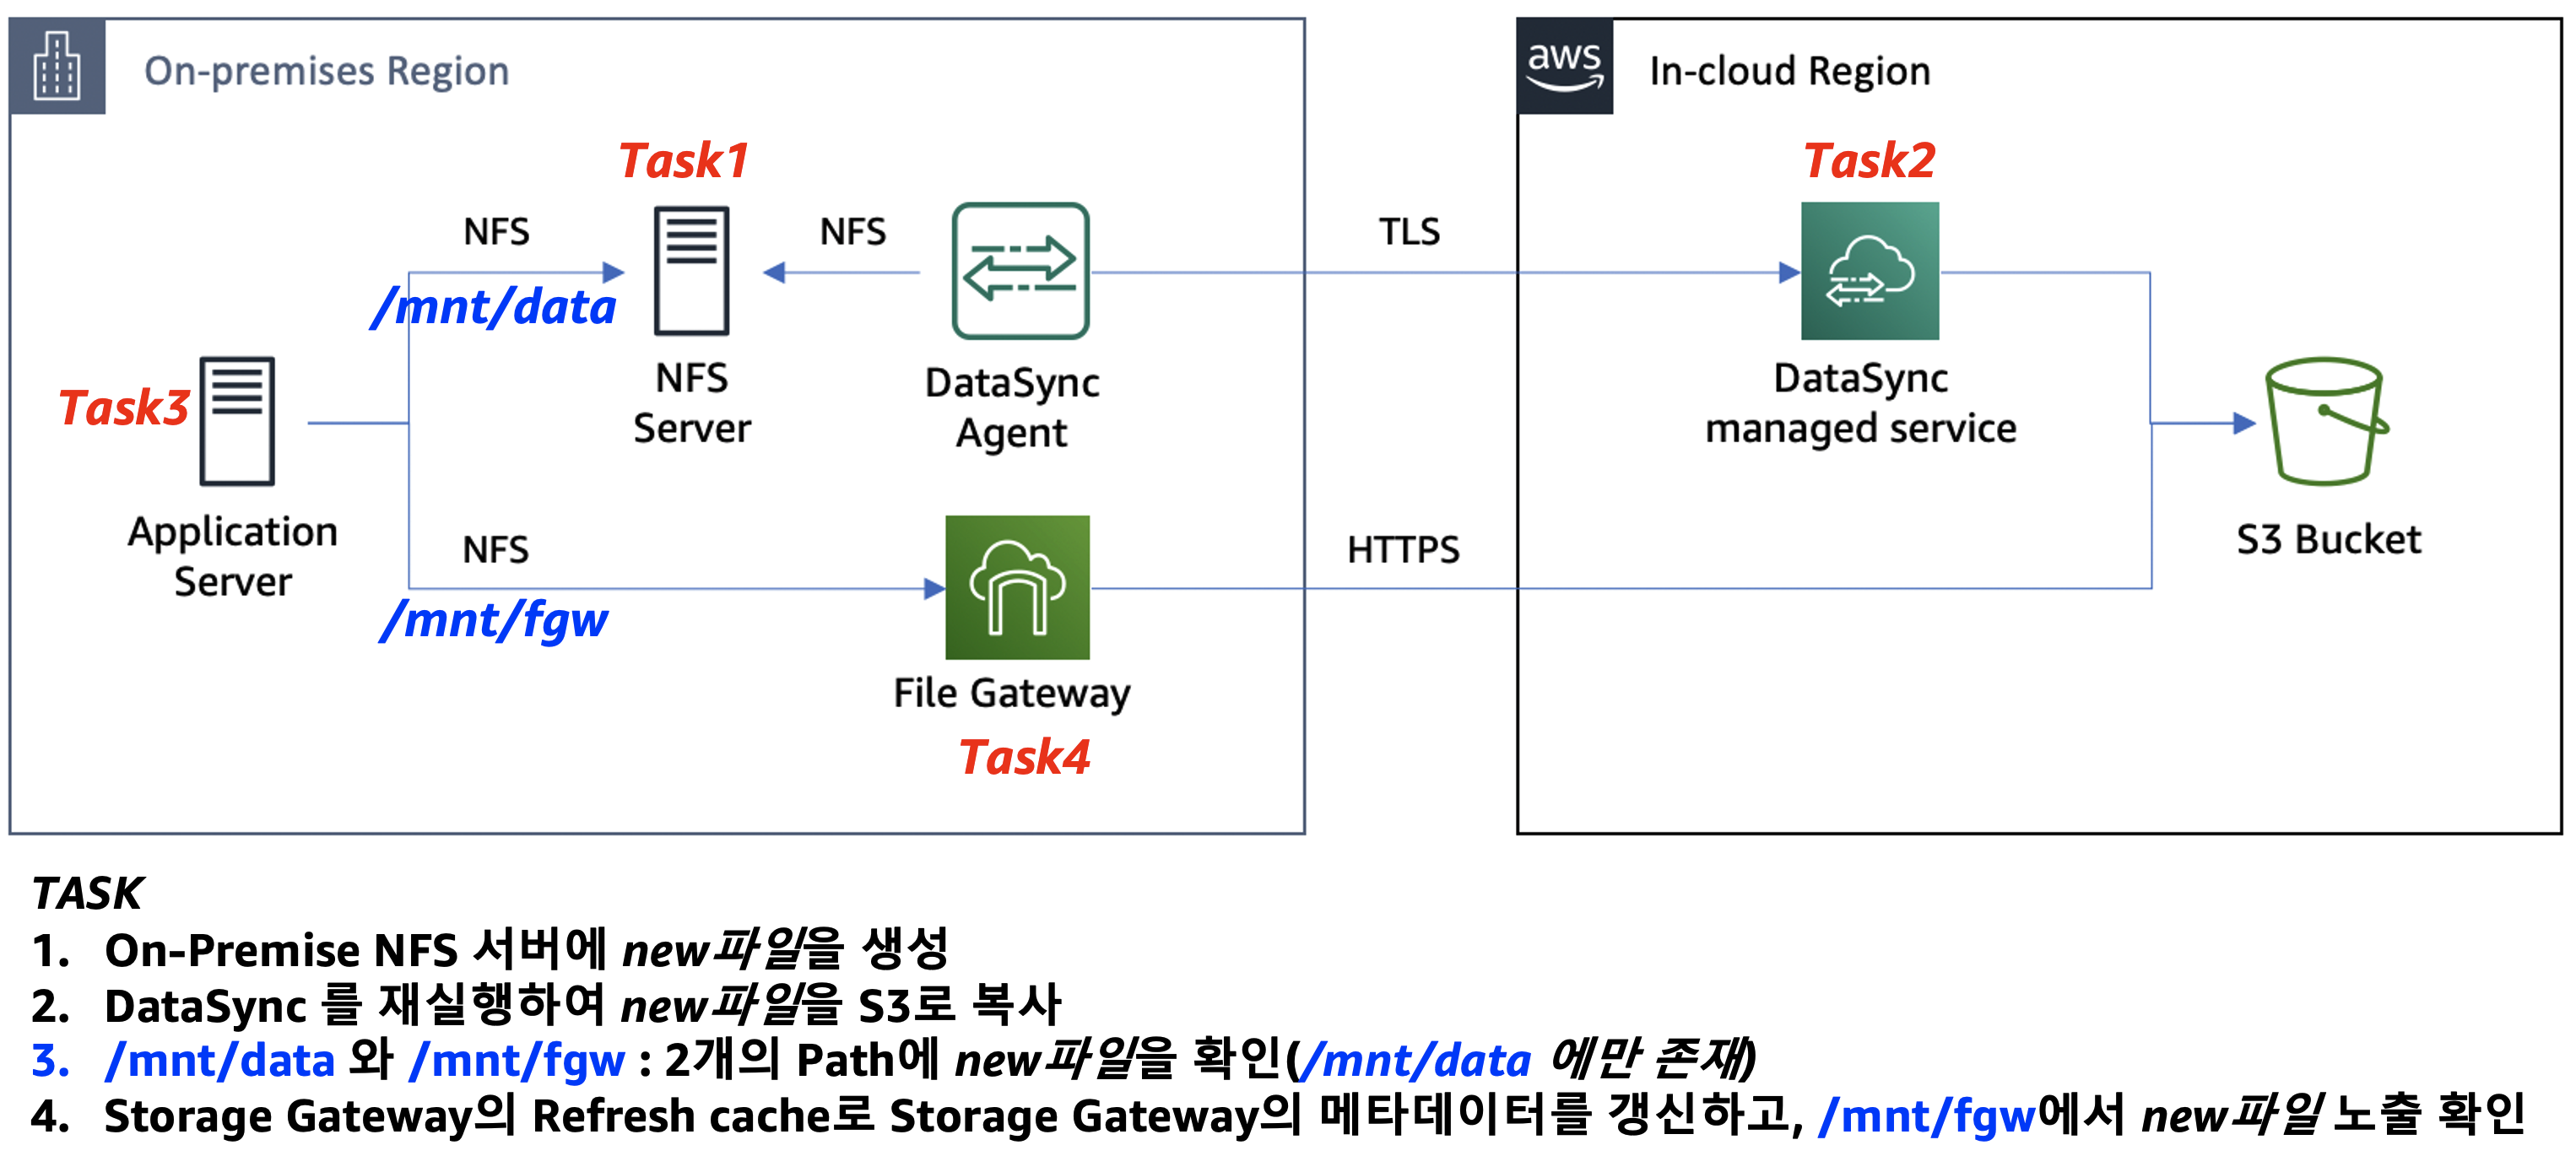 On-premises Region
aws
In-cloud Region
Task1
Task2
NFS
NFS
TLS
/mnt/data
Task3
NFS
Server
DataSync
Agent
DataSync
managed service
Application
Server
NFS
HTTPS
S3 Bucket
/mnt/fgw
File Gateway
Task4
TASK
1. On-Premise NFS 서버에 new파일을 생성
2. DataSync 를 재실행하여 new파일을 S3로 복사
3. /mnt/data 와 /mnt/fgw : 2개의 Path에 new파일을 확인(/mnt/data 에만 존재)
4. Storage Gateway의 Refresh cache로 Storage Gateway의 메타데이터를 갱신하고, /mnt/fgw에서 new파일 노출 확인